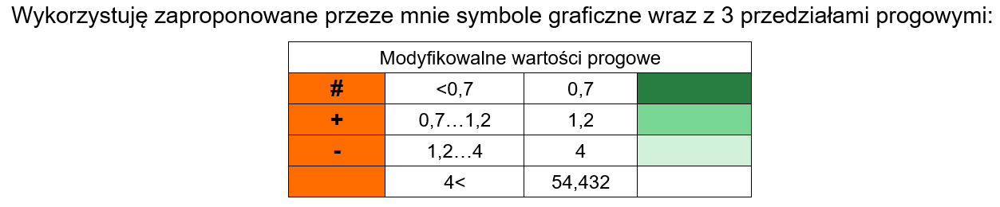 Wykorzystuję zaproponowane przeze mnie symbole graficzne wraz z 3 przedziałami progowymi:
Modyfikowalne wartości progowe
# <0,7 0,7
+ 0,7…1,2 1,2
- 1,2…4 4
4< 54,432